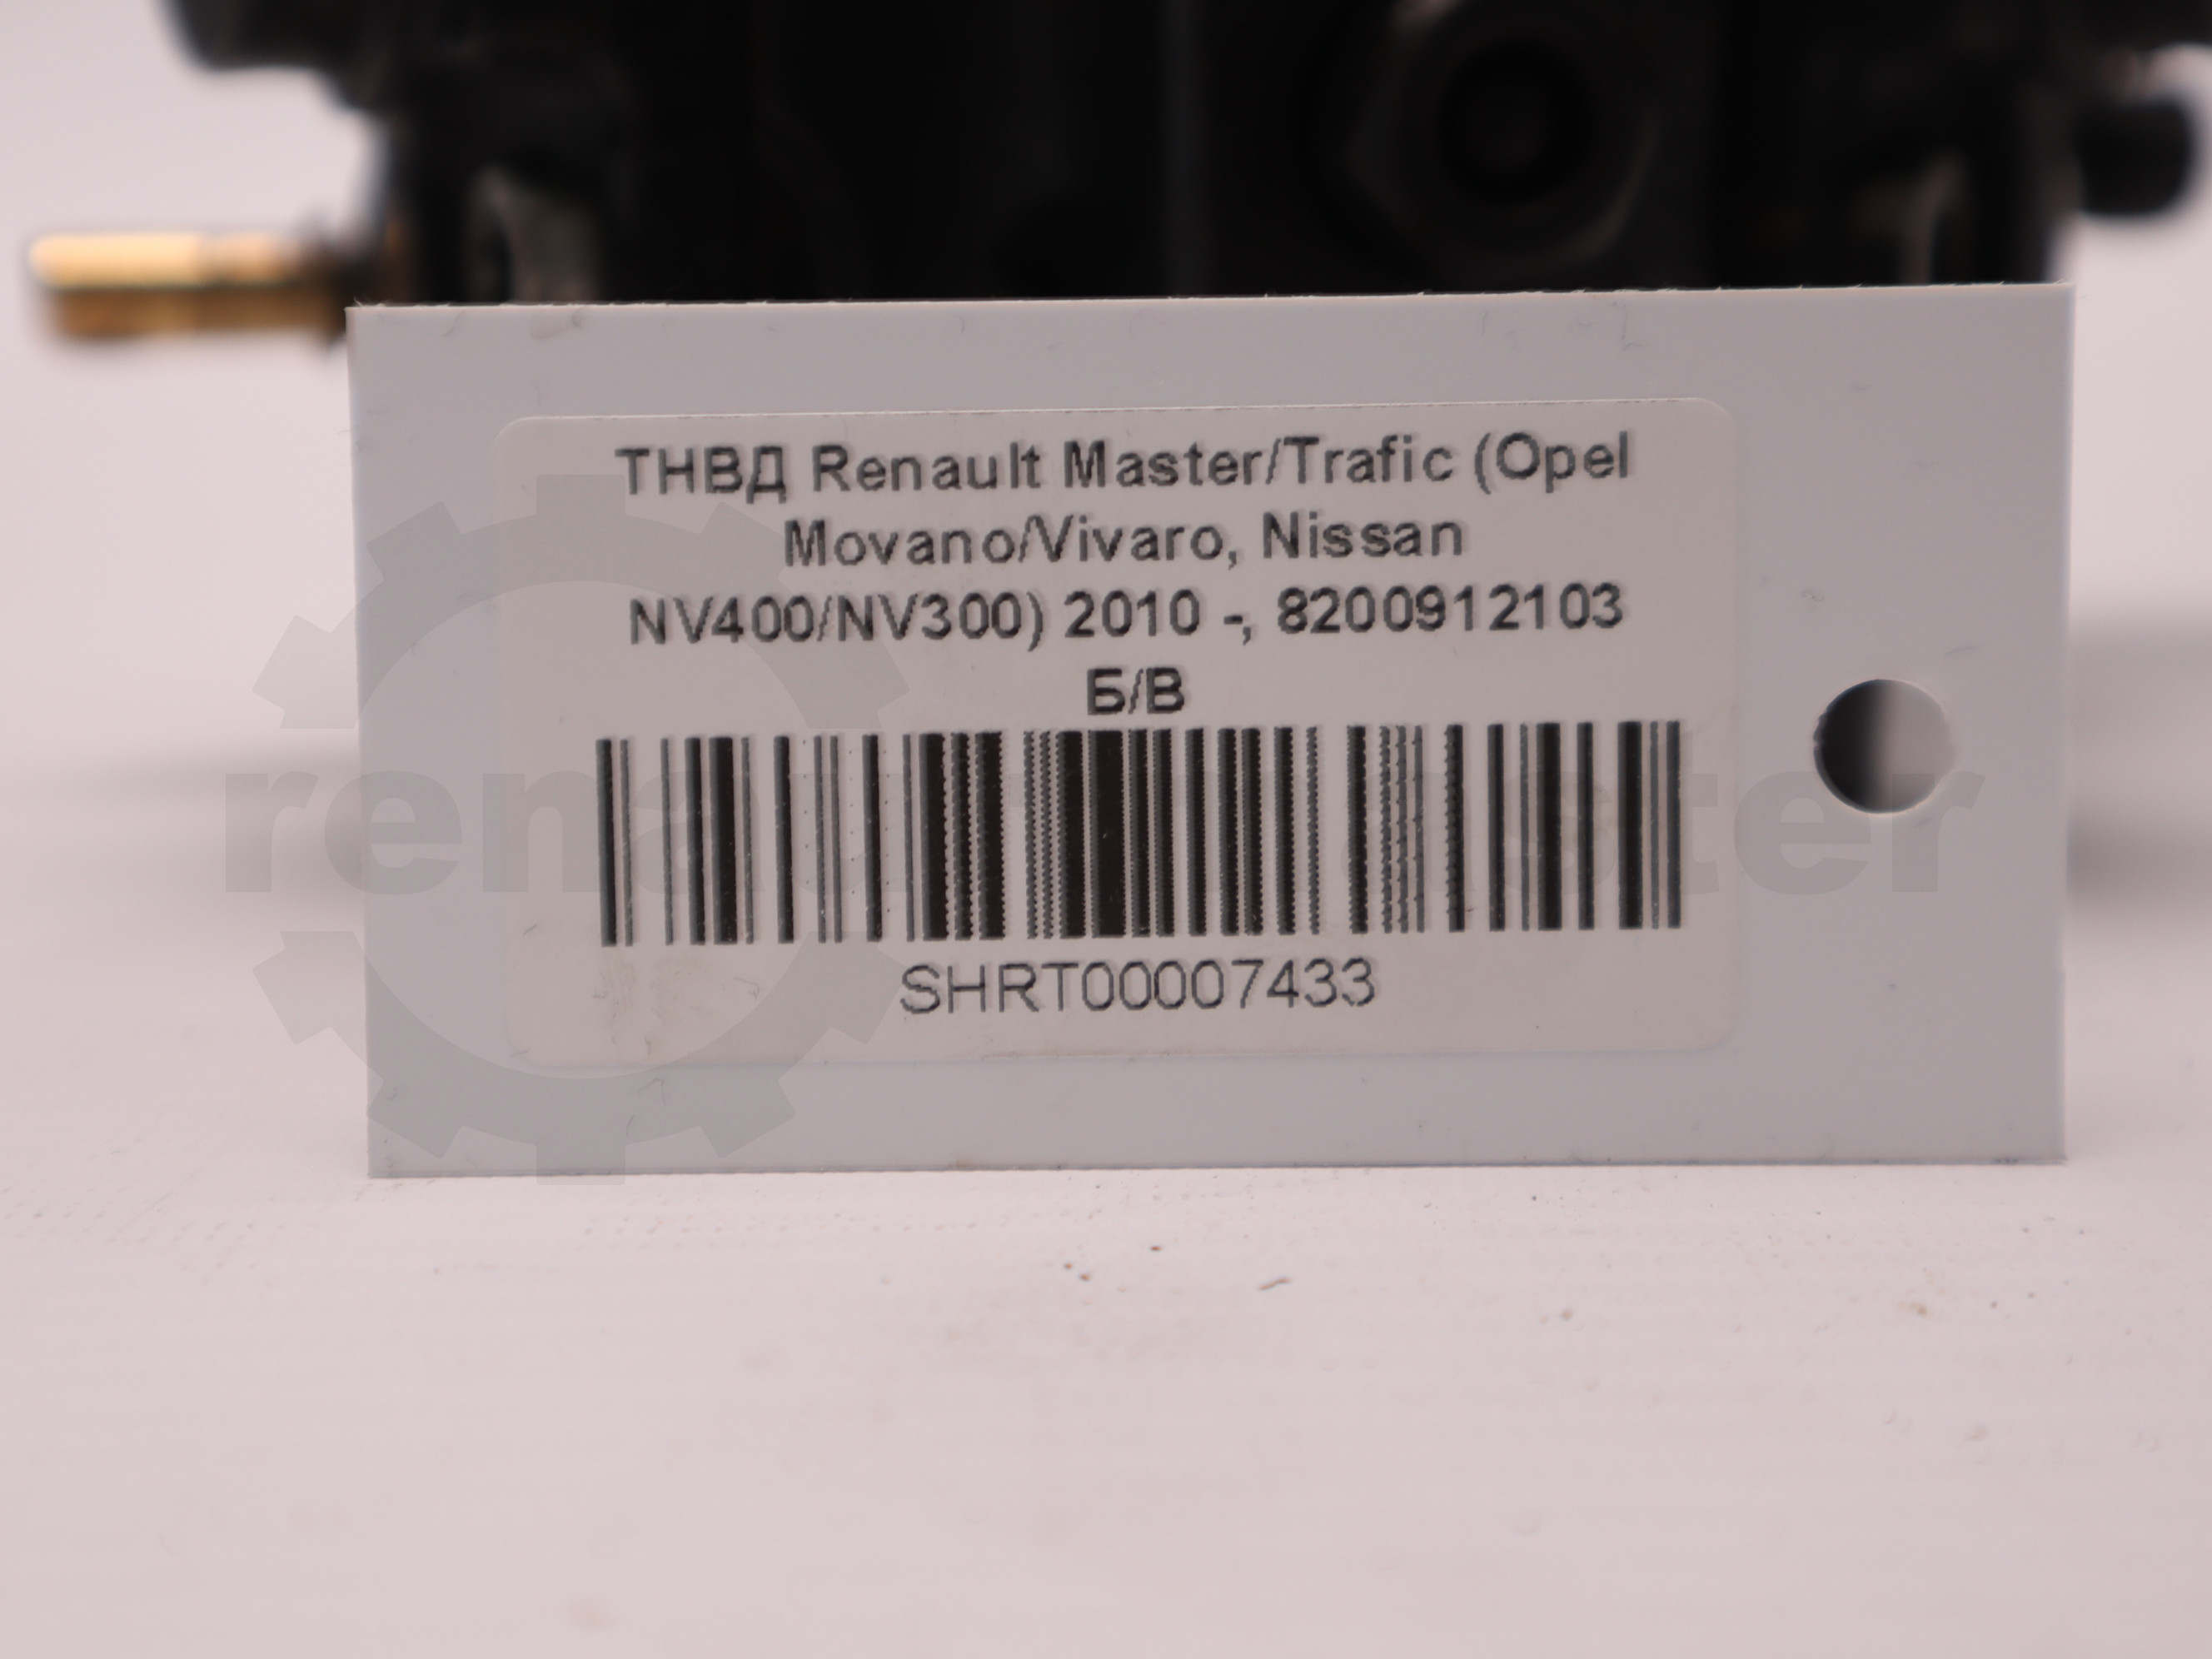 ТНВД Renault Master/Trafic (Opel
Movano/Vivaro, Nissan
NV400/NV300) 2010 -, 8200912103
Б/В
SHRT00007433